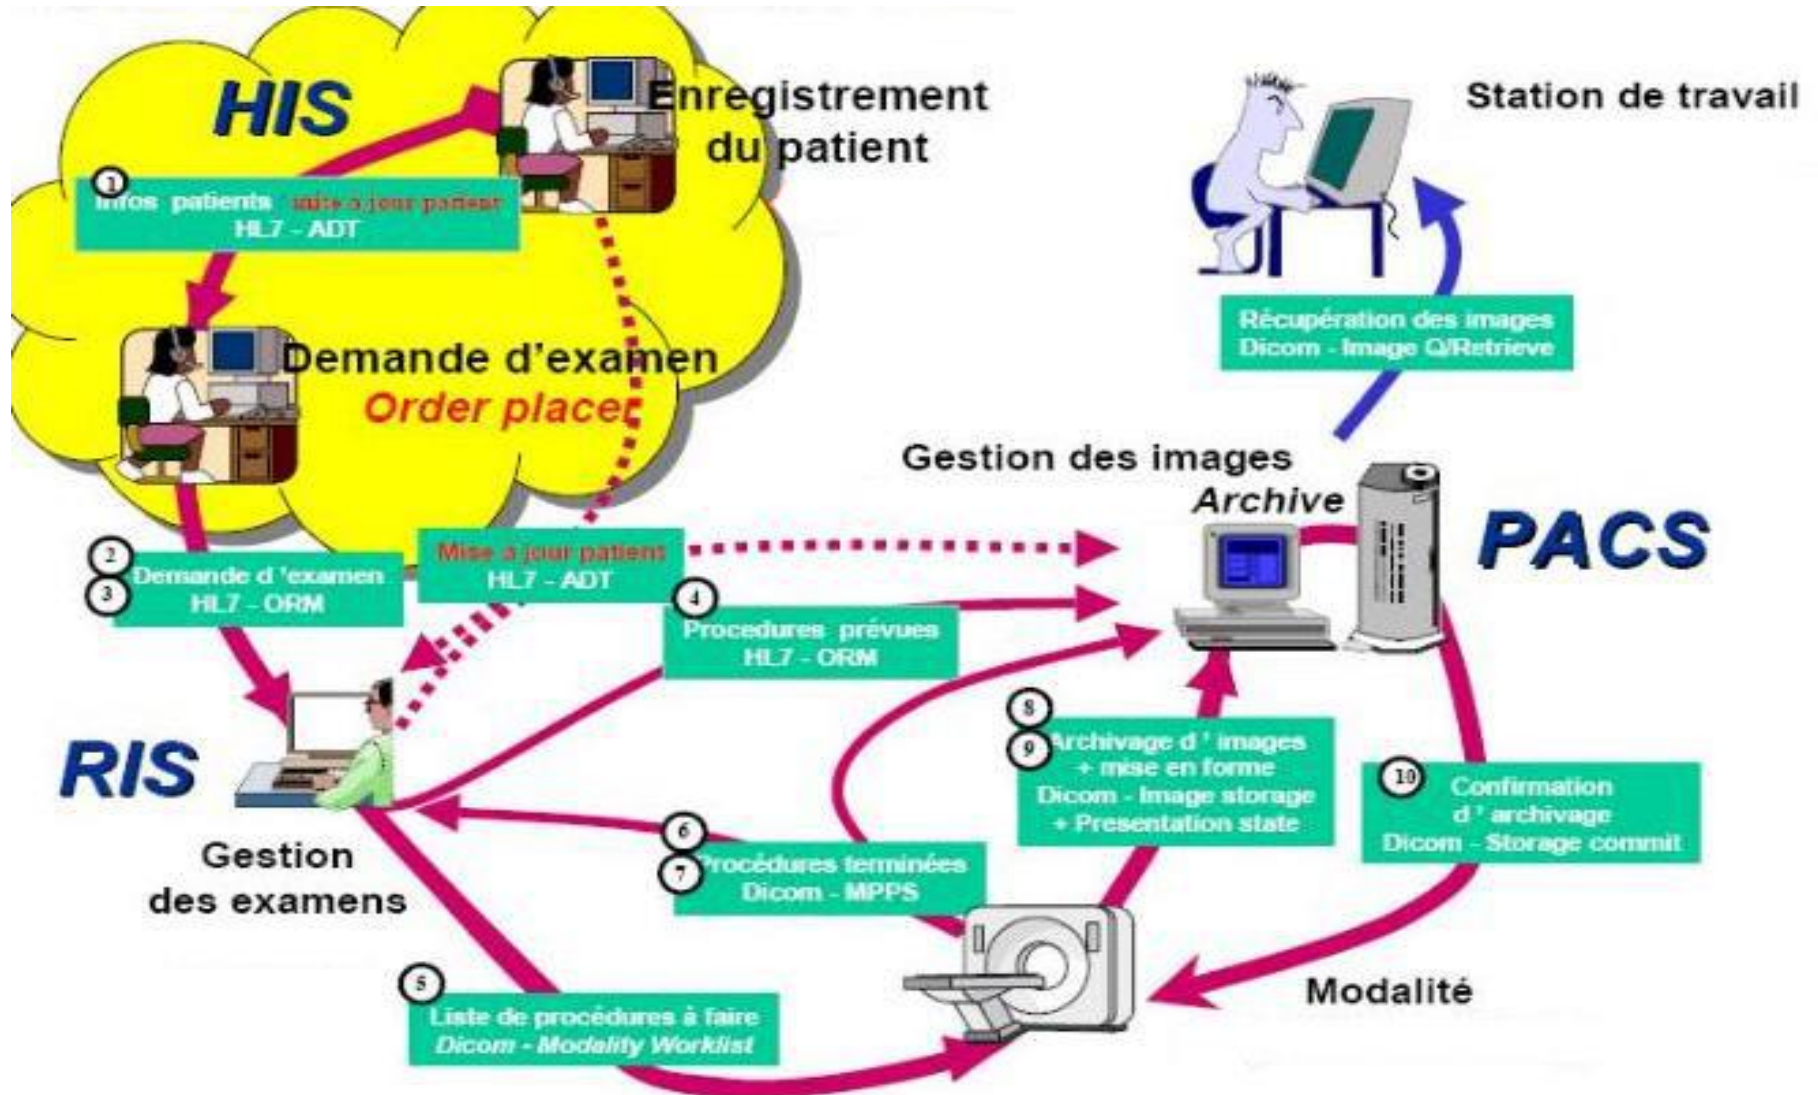 HIS
Enregistrement
du patient
Station de travail
1
Infos patients ' mise a jour patient
HL7 - ADT
Récupération des images
Dicom - Image Q/Retrieve
Demande d'examen
Order placer
Gestion des images
Archive
PACS
2
3
Demande d 'examen
HL7 - ORM
Mise a jour patient
HL7 - ADT
4
Procedures prévues
HL7 - ORM
RIS
Gestion
des examens
6
7
Procédures terminées
Dicom - MPPS
8
9
Archivage d ' images
+ mise en forme
Dicom - Image storage
+ Presentation state
10
Confirmation
d ' archivage
Dicom - Storage commit
5
Liste de procédures à faire
Dicom - Modality Worklist
Modalité